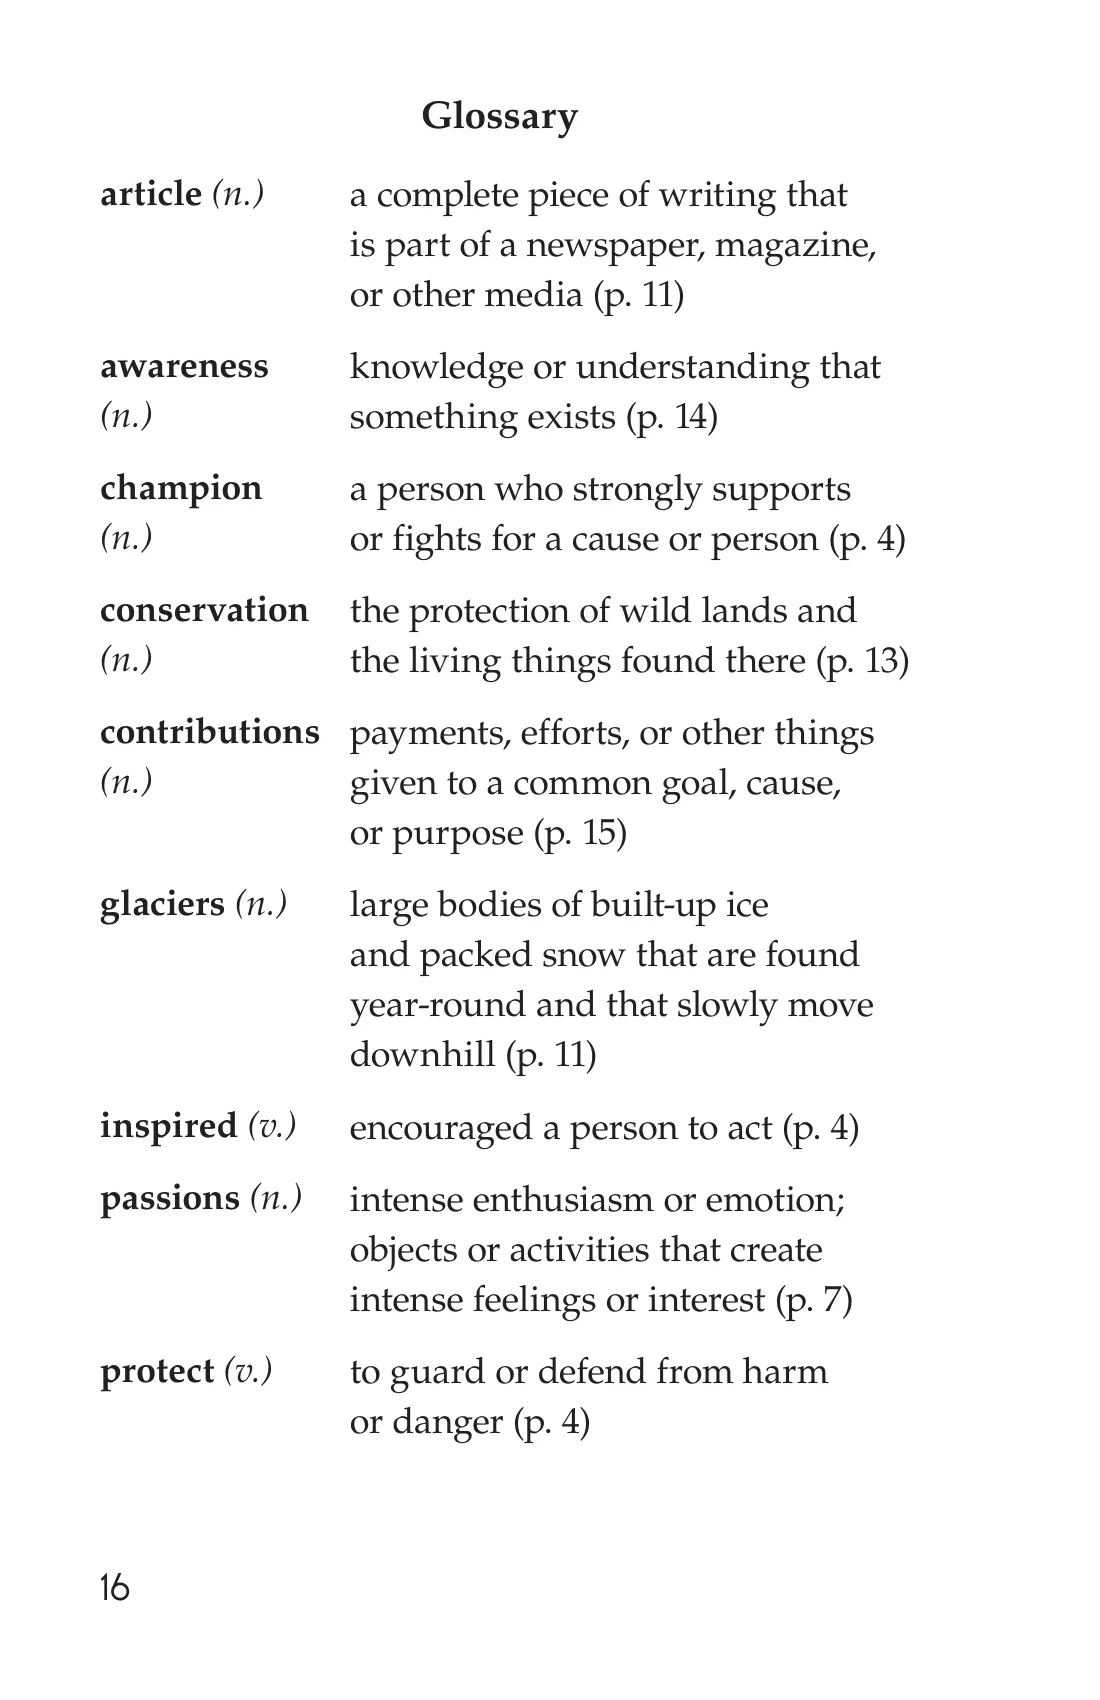 Glossary
article (n.) a complete piece of writing that
is part of a newspaper, magazine,
or other media (p. 11)
awareness knowledge or understanding that
(n.) something exists (p. 14)
champion a person who strongly supports
(n.) or fights for a cause or person (p. 4)
conservation the protection of wild lands and
(n.) the living things found there (p. 13)
contributions payments, efforts, or other things
(n.) given to a common goal, cause,
or purpose (p. 15)
glaciers (n.) large bodies of built-up ice
and packed snow that are found
year-round and that slowly move
downhill (p. 11)
inspired (v.) encouraged a person to act (p. 4)
passions (n.) intense enthusiasm or emotion;
objects or activities that create
intense feelings or interest (p. 7)
protect (v.) to guard or defend from harm
or danger (p. 4)
16